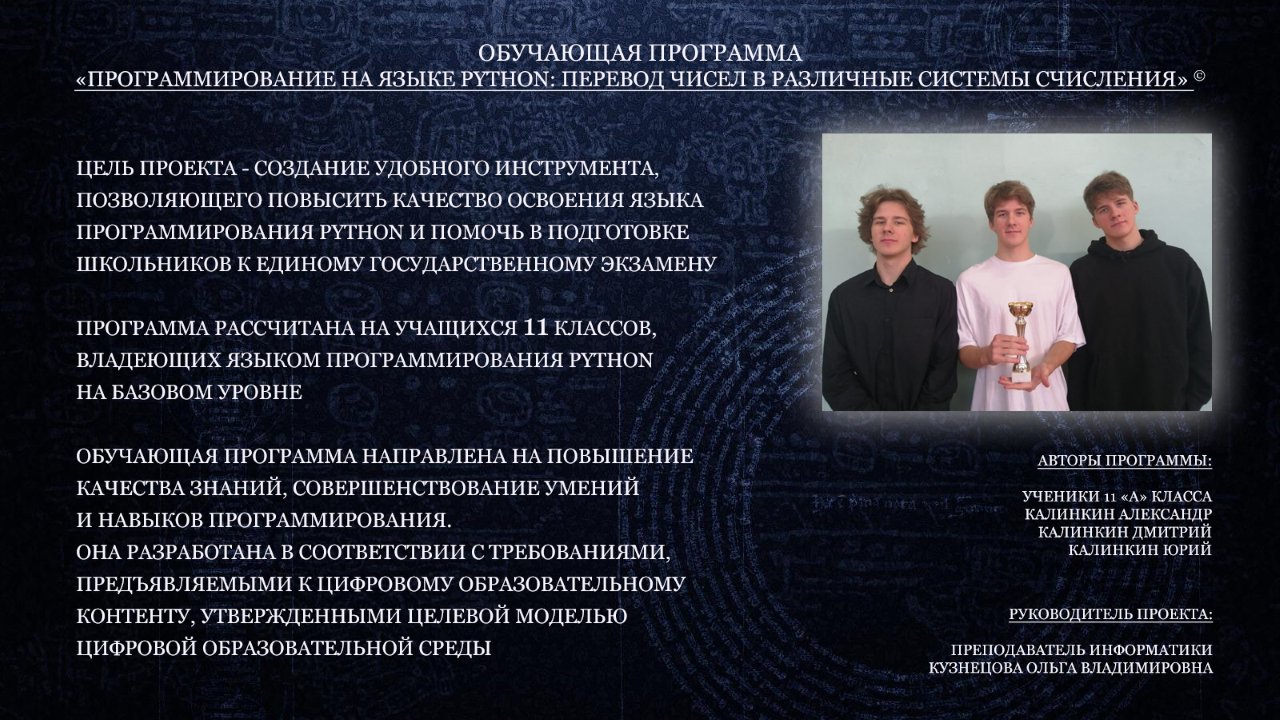 ОБУЧАЮЩАЯ ПРОГРАММА
«ПРОГРАММИРОВАНИЕ НА ЯЗЫКЕ PYTHON: ПЕРЕВОД ЧИСЕЛ В РАЗЛИЧНЫЕ СИСТЕМЫ СЧИСЛЕНИЯ» ©
ЦЕЛЬ ПРОЕКТА - СОЗДАНИЕ УДОБНОГО ИНСТРУМЕНТА,
ПОЗВОЛЯЮЩЕГО ПОВЫСИТЬ КАЧЕСТВО ОСВОЕНИЯ ЯЗЫКА
ПРОГРАММИРОВАНИЯ PYTHON И ПОМОЧЬ В ПОДГОТОВКЕ
ШКОЛЬНИКОВ К ЕДИНОМУ ГОСУДАРСТВЕННОМУ ЭКЗАМЕНУ
ПРОГРАММА РАССЧИТАНА НА УЧАЩИХСЯ 11 КЛАССОВ,
ВЛАДЕЮЩИХ ЯЗЫКОМ ПРОГРАММИРОВАНИЯ PYTHON
НА БАЗОВОМ УРОВНЕ
ОБУЧАЮЩАЯ ПРОГРАММА НАПРАВЛЕНА НА ПОВЫШЕНИЕ
КАЧЕСТВА ЗНАНИЙ, СОВЕРШЕНСТВОВАНИЕ УМЕНИЙ
И НАВЫКОВ ПРОГРАММИРОВАНИЯ.
ОНА РАЗРАБОТАНА В СООТВЕТСТВИИ С ТРЕБОВАНИЯМИ,
ПРЕДЪЯВЛЯЕМЫМИ К ЦИФРОВОМУ ОБРАЗОВАТЕЛЬНОМУ
КОНТЕНТУ, УТВЕРЖДЕННЫМИ ЦЕЛЕВОЙ МОДЕЛЬЮ
ЦИФРОВОЙ ОБРАЗОВАТЕЛЬНОЙ СРЕДЫ
АВТОРЫ ПРОГРАММЫ:
УЧЕНИКИ 11 «А» КЛАССА
КАЛИНКИН АЛЕКСАНДР
КАЛИНКИН ДМИТРИЙ
КАЛИНКИН ЮРИЙ
РУКОВОДИТЕЛЬ ПРОЕКТА:
ПРЕПОДАВАТЕЛЬ ИНФОРМАТИКИ
КУЗНЕЦОВА ОЛЬГА ВЛАДИМИРОВНА